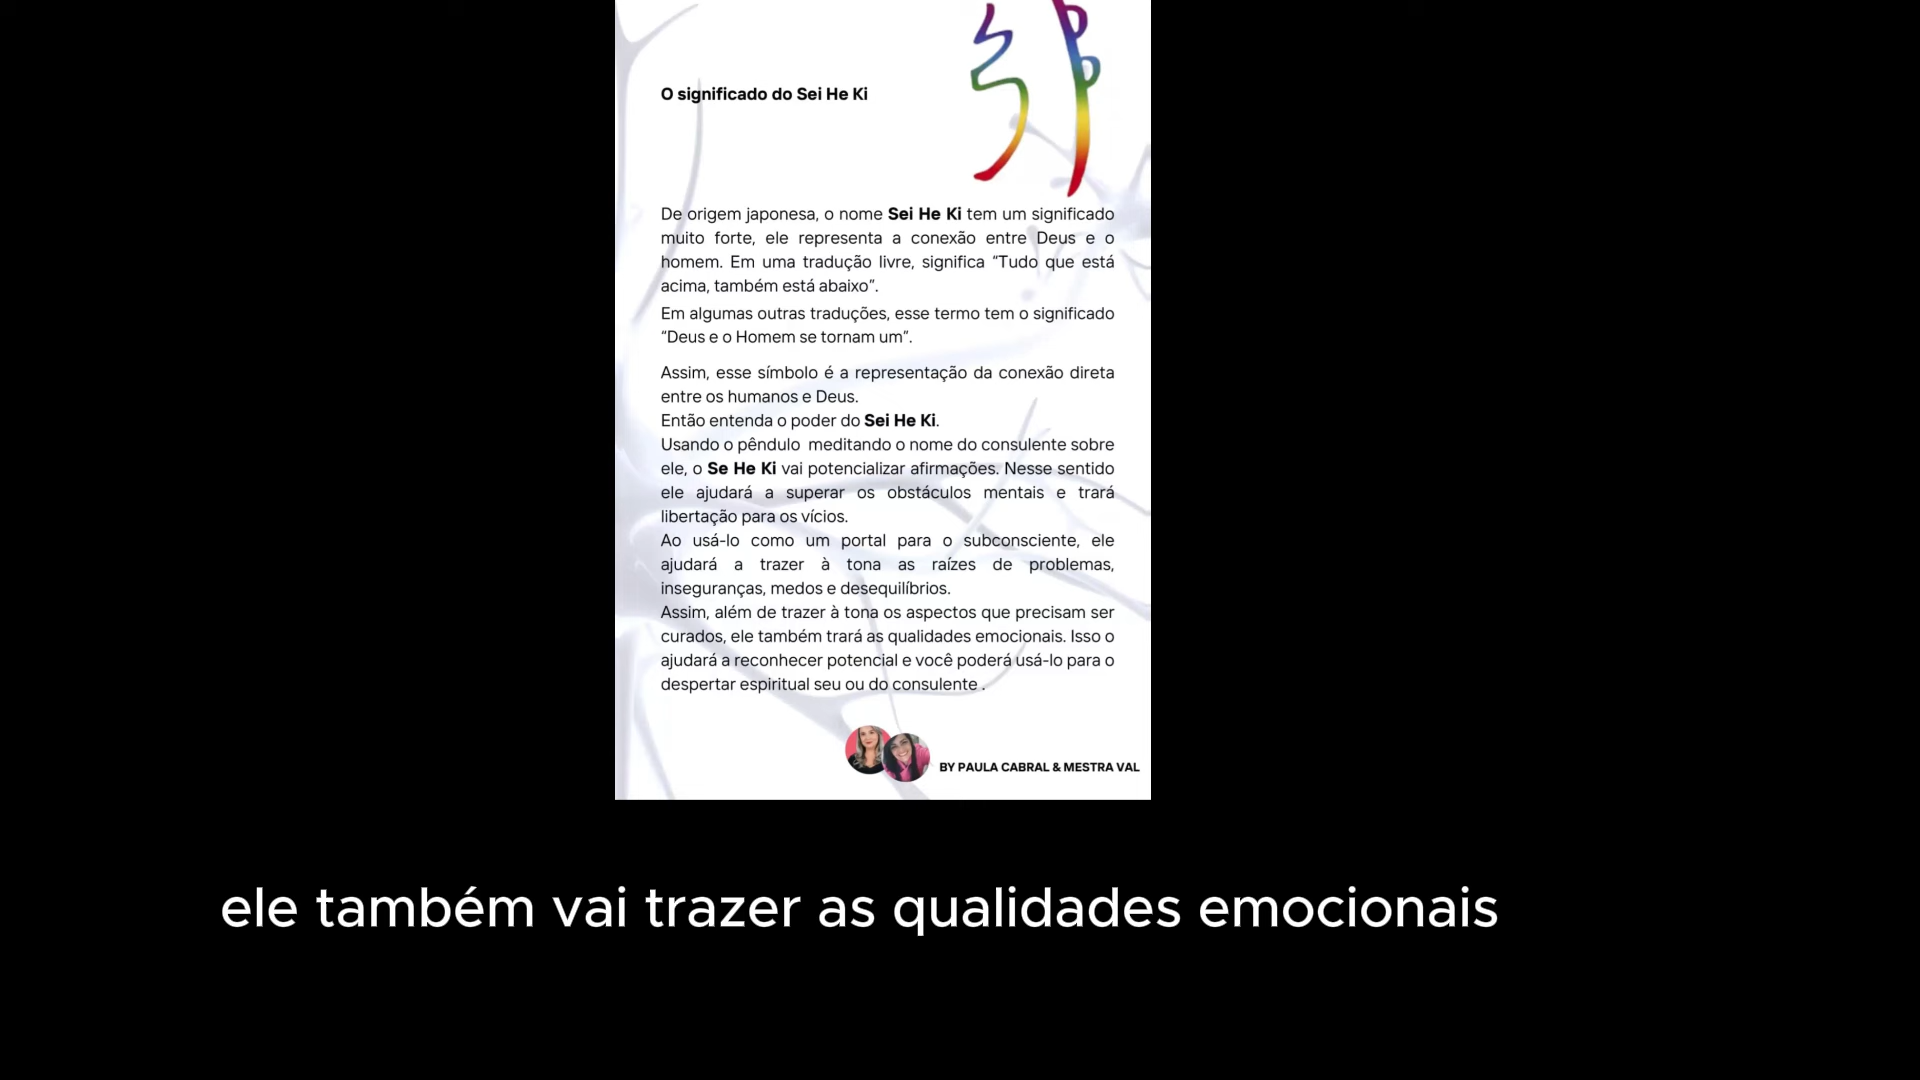 O significado do Sei He Ki
De origem japonesa, o nome Sei He Ki tem um significado
muito forte, ele representa a conexão entre Deus e o
homem. Em uma tradução livre, significa “Tudo que está
acima, também está abaixo”.
Em algumas outras traduções, esse termo tem o significado
“Deus e o Homem se tornam um”.
Assim, esse símbolo é a representação da conexão direta
entre os humanos e Deus.
Então entenda o poder do Sei He Ki.
Usando o pêndulo meditando o nome do consulente sobre
ele, o Se He Ki vai potencializar afirmações. Nesse sentido
ele ajudará a superar os obstáculos mentais e trará
libertação para os vícios.
Ao usá-lo como um portal para o subconsciente, ele
ajudará a trazer à tona as raízes de problemas,
inseguranças, medos e desequilíbrios.
Assim, além de trazer à tona os aspectos que precisam ser
curados, ele também trará as qualidades emocionais. Isso o
ajudará a reconhecer potencial e você poderá usá-lo para o
despertar espiritual seu ou do consulente .
BY PAULA CABRAL & MESTRA VAL
ele também vai trazer as qualidades emocionais